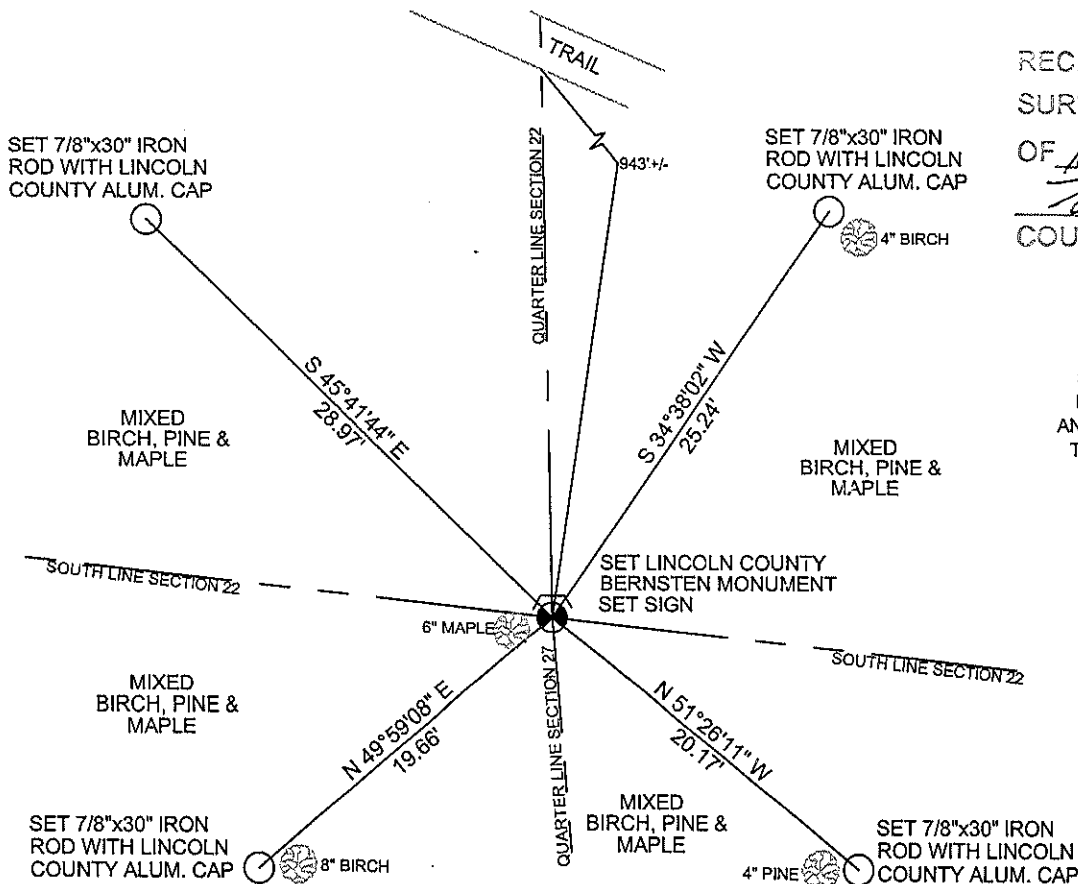 TRAIL
REC
SUR
OF
COU
SET 7/8"x30" IRON
ROD WITH LINCOLN
COUNTY ALUM. CAP
QUARTER LINE SECTION 22
943'+/-
SET 7/8"x30" IRON
ROD WITH LINCOLN
COUNTY ALUM. CAP
4" BIRCH
S 45°41'44" E
28.97'
S 34°38'02" W
25.24'
AN
T
MIXED
BIRCH, PINE &
MAPLE
MIXED
BIRCH, PINE &
MAPLE
SOUTH LINE SECTION 22
SET LINCOLN COUNTY
BERNSTEN MONUMENT
SET SIGN
6" MAPLE
SOUTH LINE SECTION 22
MIXED
BIRCH, PINE &
MAPLE
N 49°59'08" E
19.66'
QUARTER LINE SECTION 27
N 51°26'11" W
20.17'
MIXED
BIRCH, PINE &
MAPLE
SET 7/8"x30" IRON
ROD WITH LINCOLN
COUNTY ALUM. CAP
8" BIRCH
4" PINE
SET 7/8"x30" IRON
ROD WITH LINCOLN
COUNTY ALUM. CAP